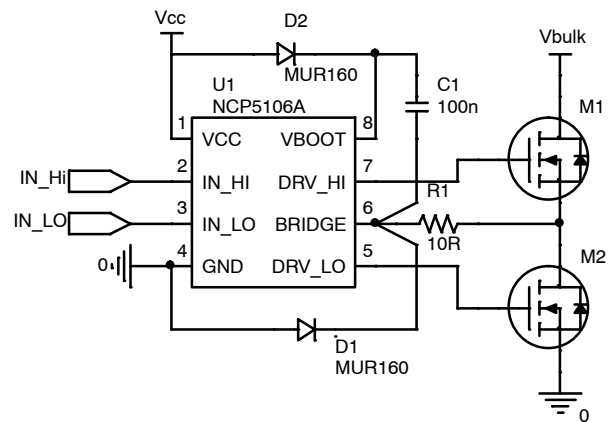 Vcc
D2
MUR160
Vbulk
U1
NCP5106A
C1
100n
M1
1
VCC
VBOOT
8
IN_Hi
2
IN_HI
DRV_HI
7
R1
IN_LO
3
IN_LO
BRIDGE
6
10R
4
GND
DRV_LO
5
M2
0
D1
MUR160
0